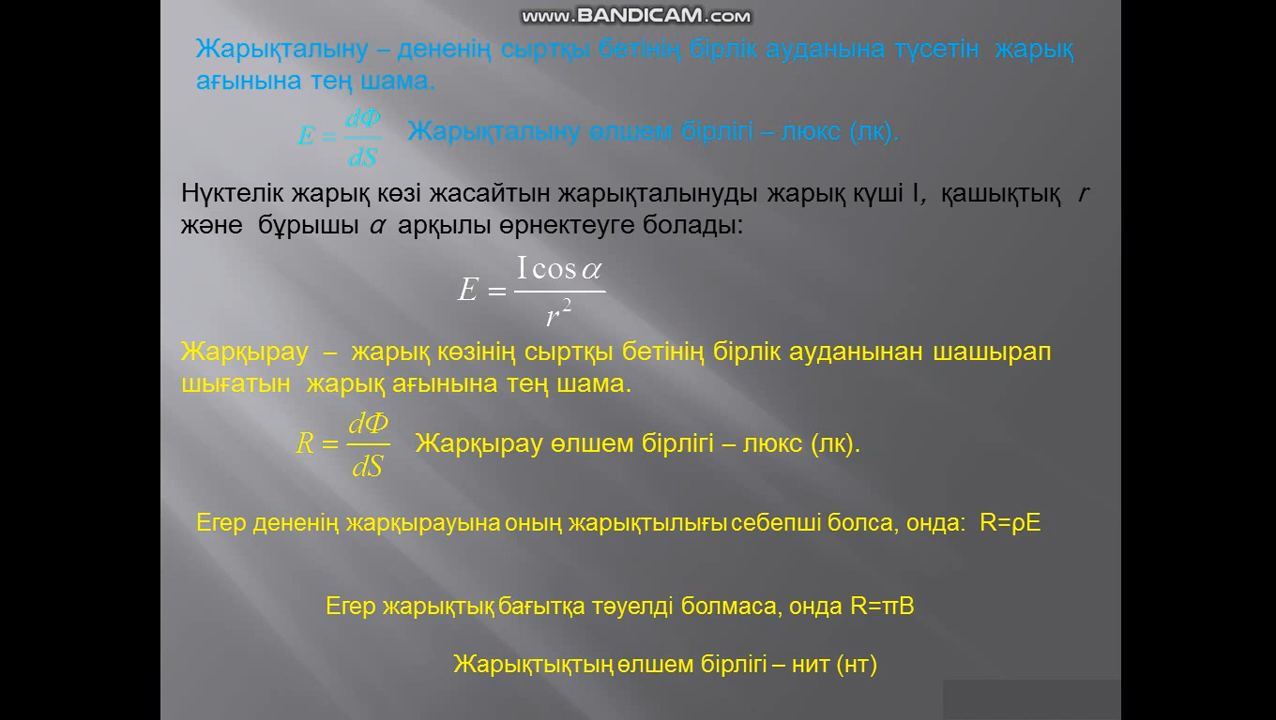 www.BANDICAM.com
Жарықталыну – дененің сыртқы бетінің бірлік ауданына түсетін жарық
ағынына тең шама.
E = dФ/dS Жарықталыну өлшем бірлігі – люкс (лк).
Нүктелік жарық көзі жасайтын жарықталынуды жарық күші І, қашықтық r
және бұрышы α арқылы өрнектеуге болады:
E = I cos α / r²
Жарқырау – жарық көзінің сыртқы бетінің бірлік ауданынан шашырап
шығатын жарық ағынына тең шама.
R = dФ/dS Жарқырау өлшем бірлігі – люкс (лк).
Егер дененің жарқырауына оның жарықтылығы себепші болса, онда: R=ρE
Егер жарықтық бағытқа тәуелді болмаса, онда R=πB
Жарықтықтың өлшем бірлігі – нит (нт)